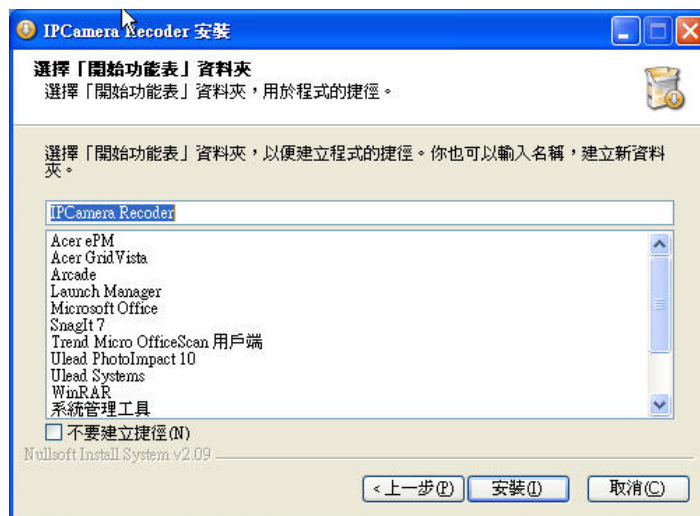 IPCamera Recoder 安裝
選擇「開始功能表」資料夾
選擇「開始功能表」資料夾，用於程式的捷徑。
選擇「開始功能表」資料夾，以便建立程式的捷徑。你也可以輸入名稱，建立新資料
夾。
IPCamera Recoder
Acer ePM
Acer GridVista
Arcade
Launch Manager
Microsoft Office
SnagIt 7
Trend Micro OfficeScan 用戶端
Ulead PhotoImpact 10
Ulead Systems
WinRAR
系統管理工具
不要建立捷徑(N)
Nullsoft Install System v2.09
<上一步(P) 安裝(I) 取消(C)